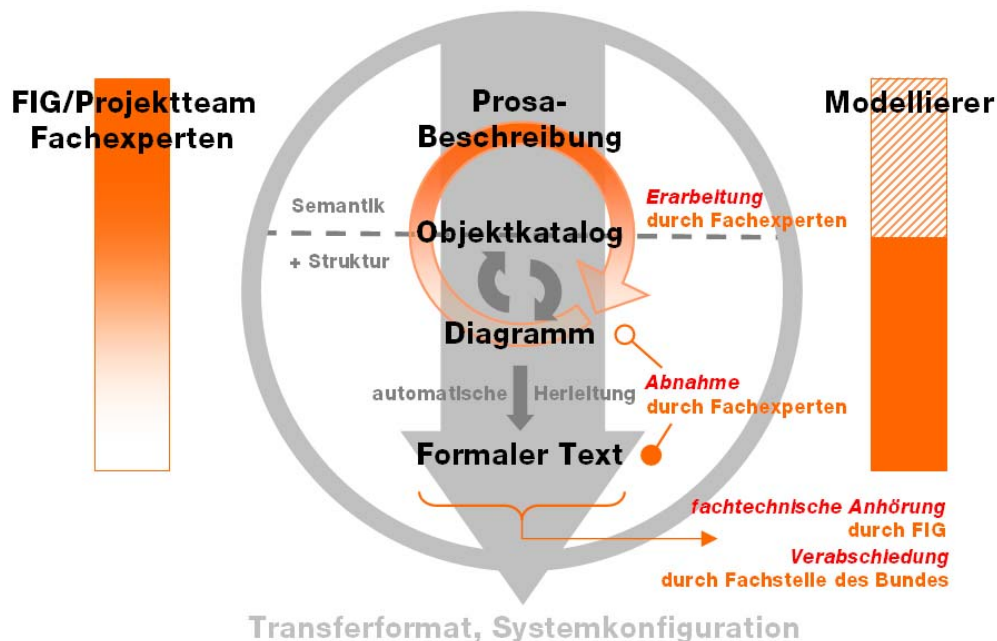 FIG/Projektteam
Fachexperten
Prosa-
Beschreibung
Modellierer
Semantik
+ Struktur
Objektkatalog
Erarbeitung
durch Fachexperten
Diagramm
automatische Herleitung
Abnahme
durch Fachexperten
Formaler Text
fachtechnische Anhörung
durch FIG
Verabschiedung
durch Fachstelle des Bundes
Transferformat, Systemkonfiguration